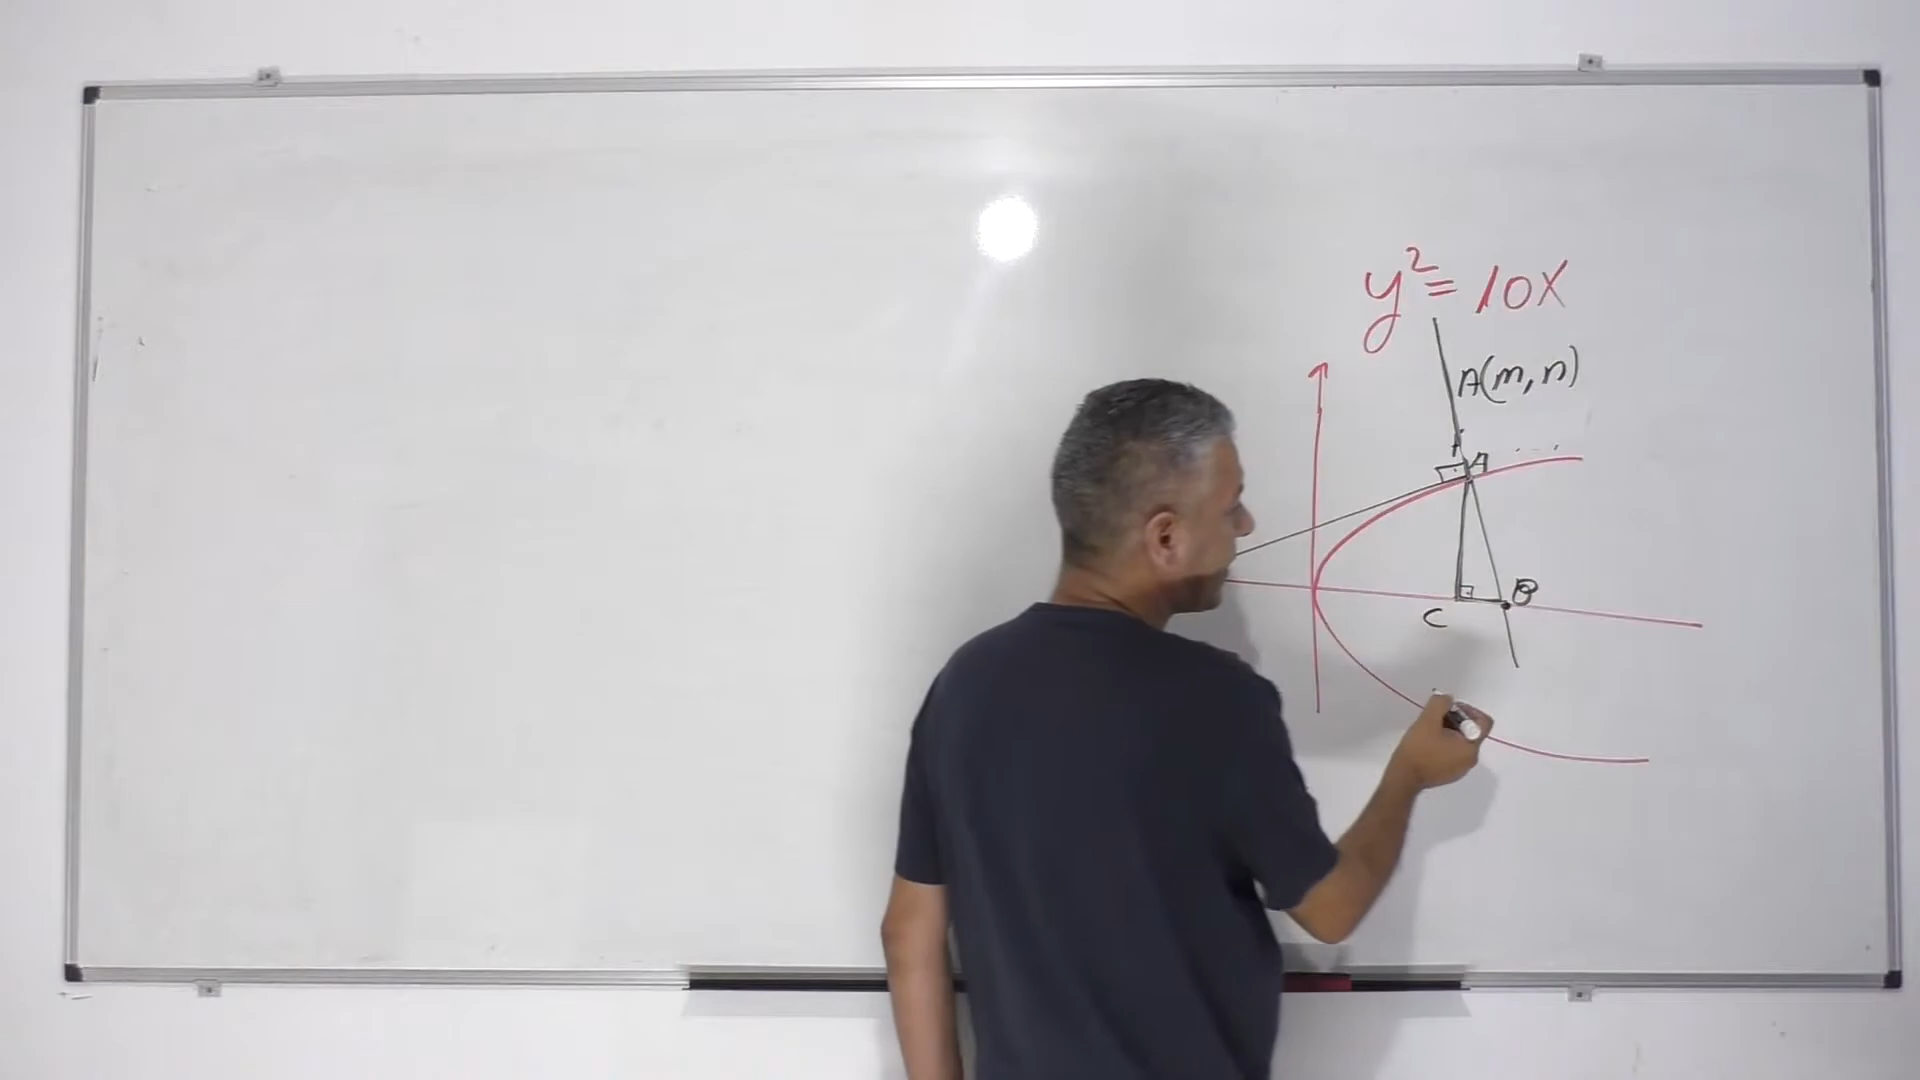 y² = 10x
A(m,n)
A
B
C